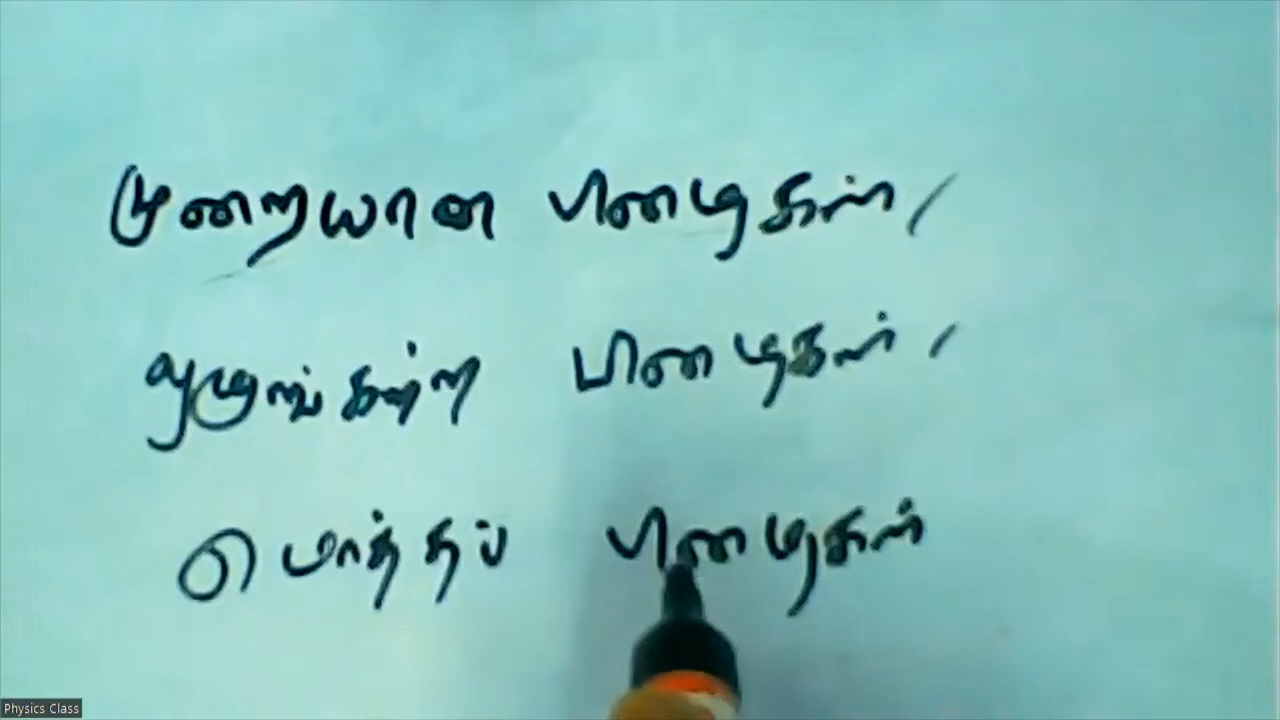 முறையான பிழைகள்,
ஒழுங்கற்ற பிழைகள்,
மொத்தப் பிழைகள்
Physics Class